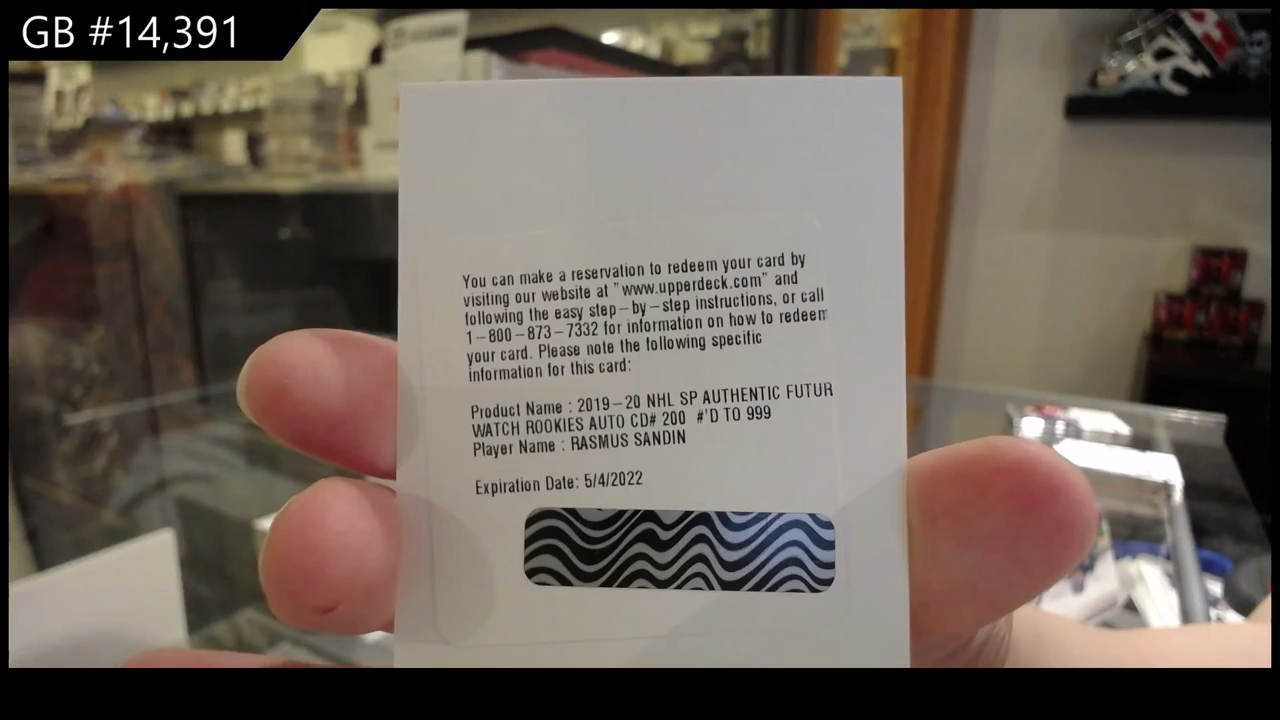 GB #14,391
You can make a reservation to redeem your card by
visiting our website at "www.upperdeck.com" and
following the easy step-by-step instructions, or call
1-800-873-7332 for information on how to redeem
your card. Please note the following specific
information for this card:
Product Name : 2019-20 NHL SP AUTHENTIC FUTUR
WATCH ROOKIES AUTO CD# 200 #'D TO 999
Player Name : RASMUS SANDIN
Expiration Date: 5/4/2022